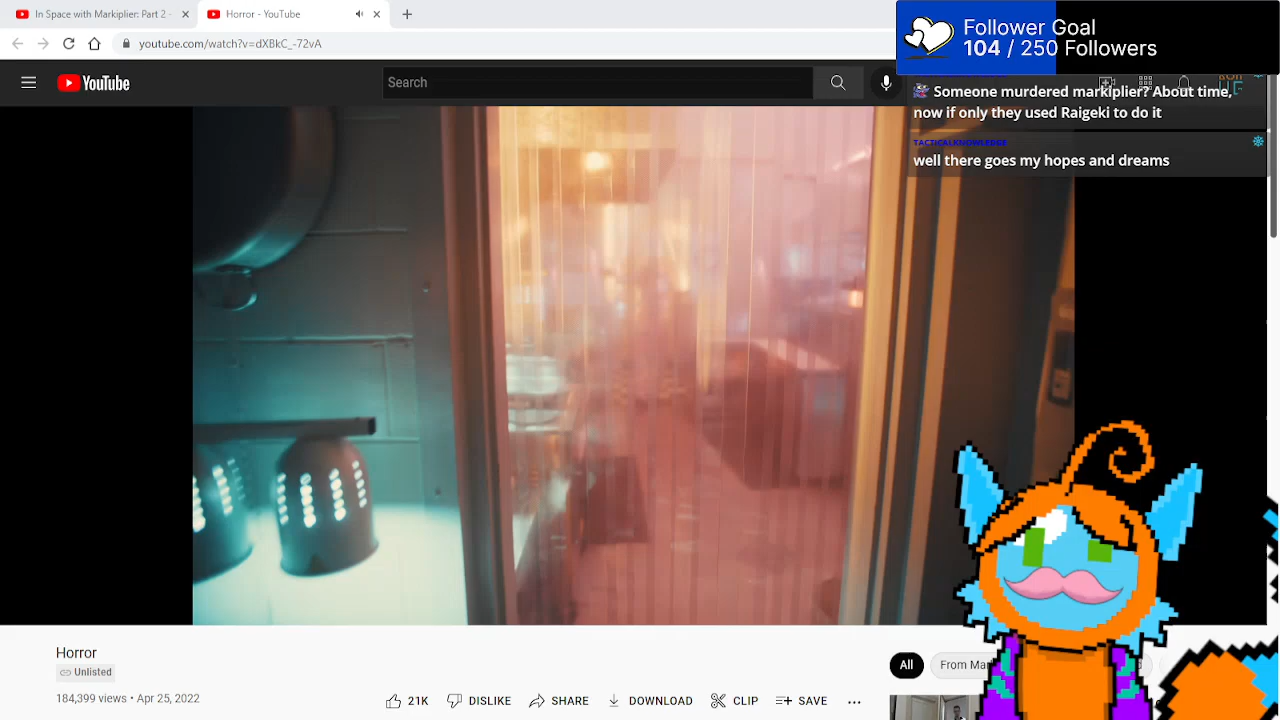 In Space with Markiplier: Part 2 -
Horror - YouTube
youtube.com/watch?v=dXBkC_-72vA
Follower Goal
104 / 250 Followers
YouTube
Search
Someone murdered markiplier? About time,
now if only they used Raigeki to do it
TACTICALKNOWLEDGE
well there goes my hopes and dreams
Horror
Unlisted
184,399 views • Apr 25, 2022
DISLIKE
SHARE
DOWNLOAD
CLIP
SAVE
All
From Mar